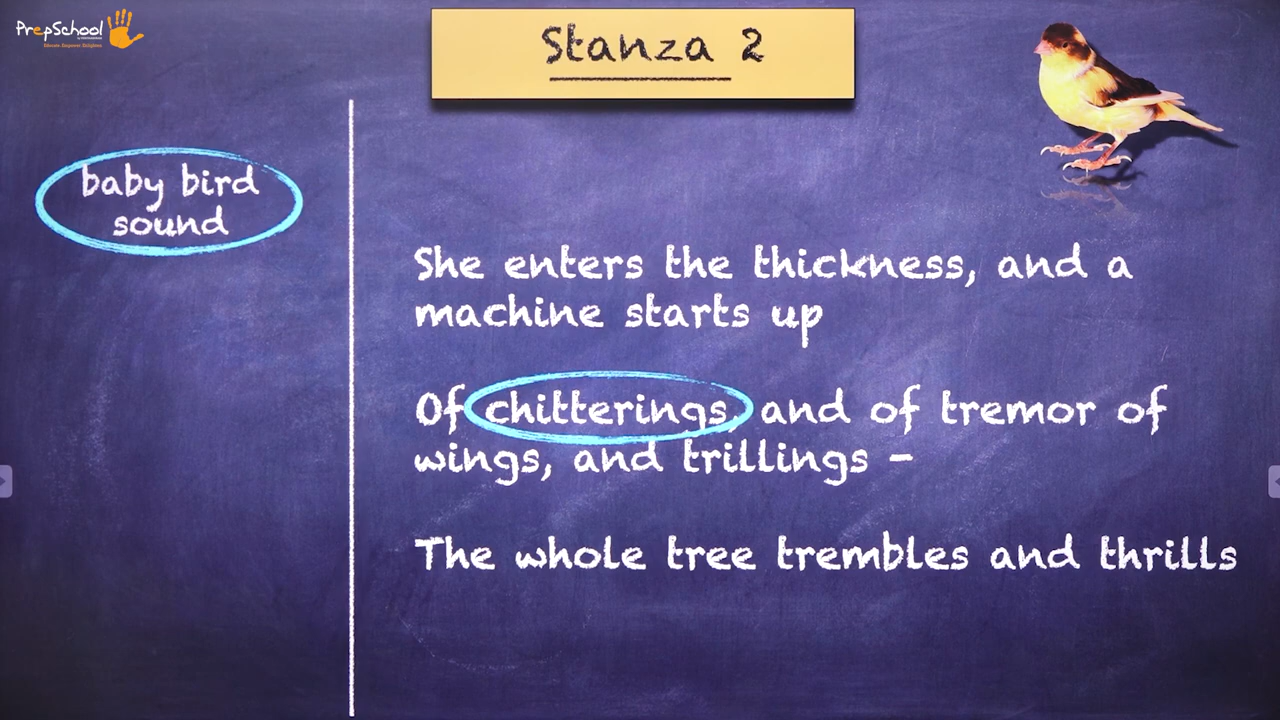 PrepSchool
Stanza 2
baby bird
sound
She enters the thickness, and a
machine starts up
Of chitterings, and of tremor of
wings, and trillings -
The whole tree trembles and thrills